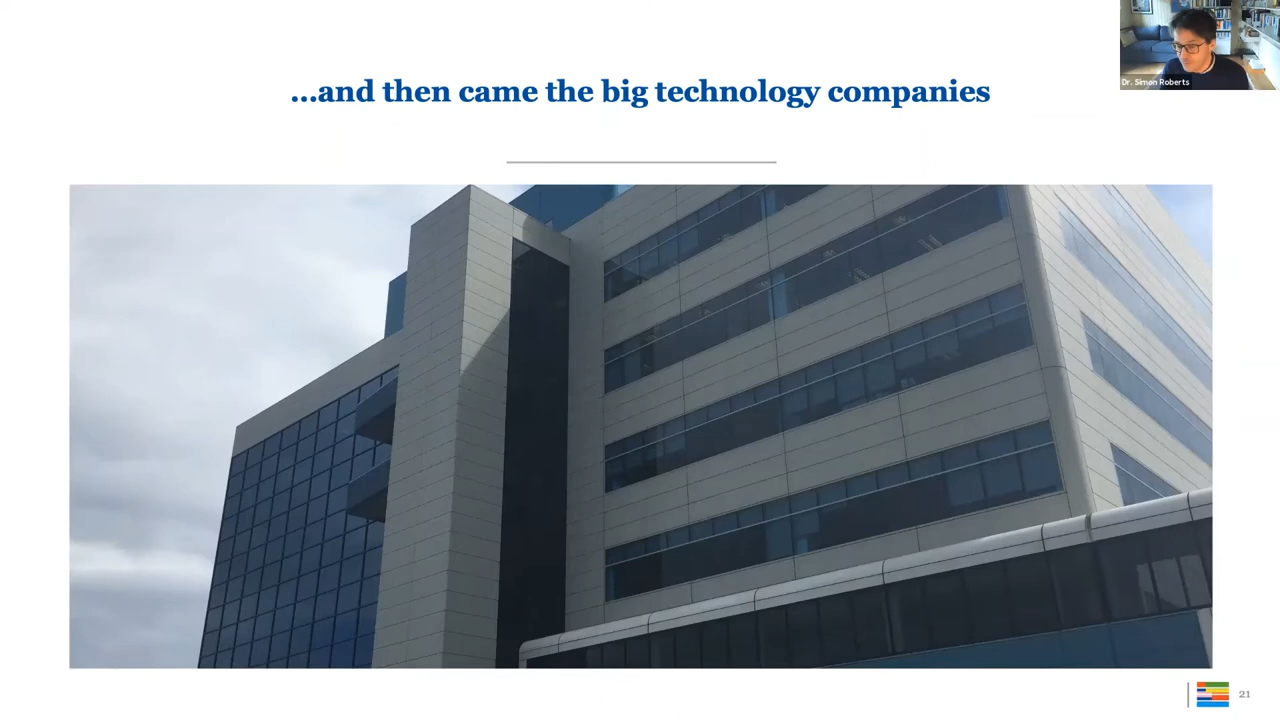 ...and then came the big technology companies
Dr. Simon Roberts
21